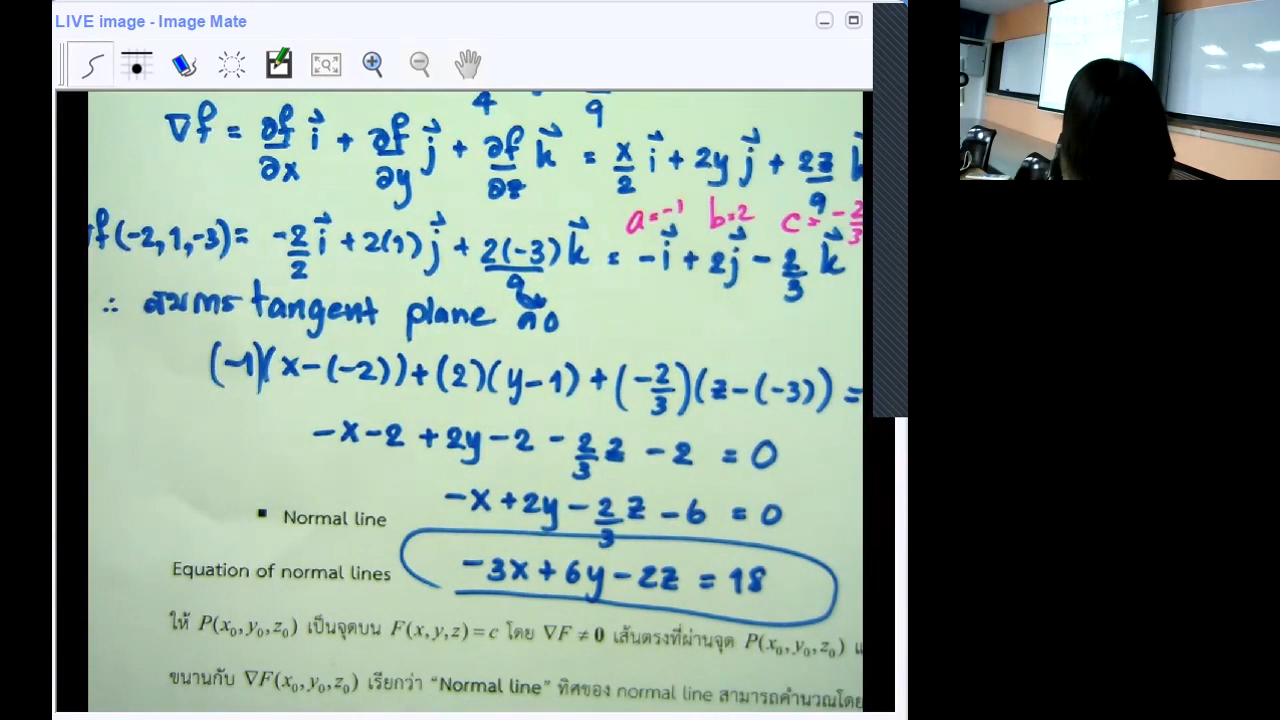 LIVE image - Image Mate
4 9
∇f = ∂f/∂x i⃗ + ∂f/∂y j⃗ + ∂f/∂z k⃗ = x/2 i⃗ + 2y j⃗ + 2z/9 k⃗
a=-1 b=2 c=-2/3
f(-2,1,-3)= -2/2 i⃗ + 2(1)j⃗ + 2(-3)/9 k⃗ = -i⃗ + 2j⃗ - 2/3 k⃗
∴ สมการ tangent plane คือ
(-1)(x-(-2))+(2)(y-1)+(-2/3)(z-(-3)) =
-x-2+2y-2-2/3z-2 = 0
-x+2y-2/3z-6 = 0
▪ Normal line
-3x+6y-2z = 18
Equation of normal lines
ให้ P(x₀,y₀,z₀) เป็นจุดบน F(x,y,z)=c โดย ∇F ≠ 0 เส้นตรงที่ผ่านจุด P(x₀,y₀,z₀)
ขนานกับ ∇F(x₀,y₀,z₀) เรียกว่า "Normal line" ทิศของ normal line สามารถคำนวณโดย